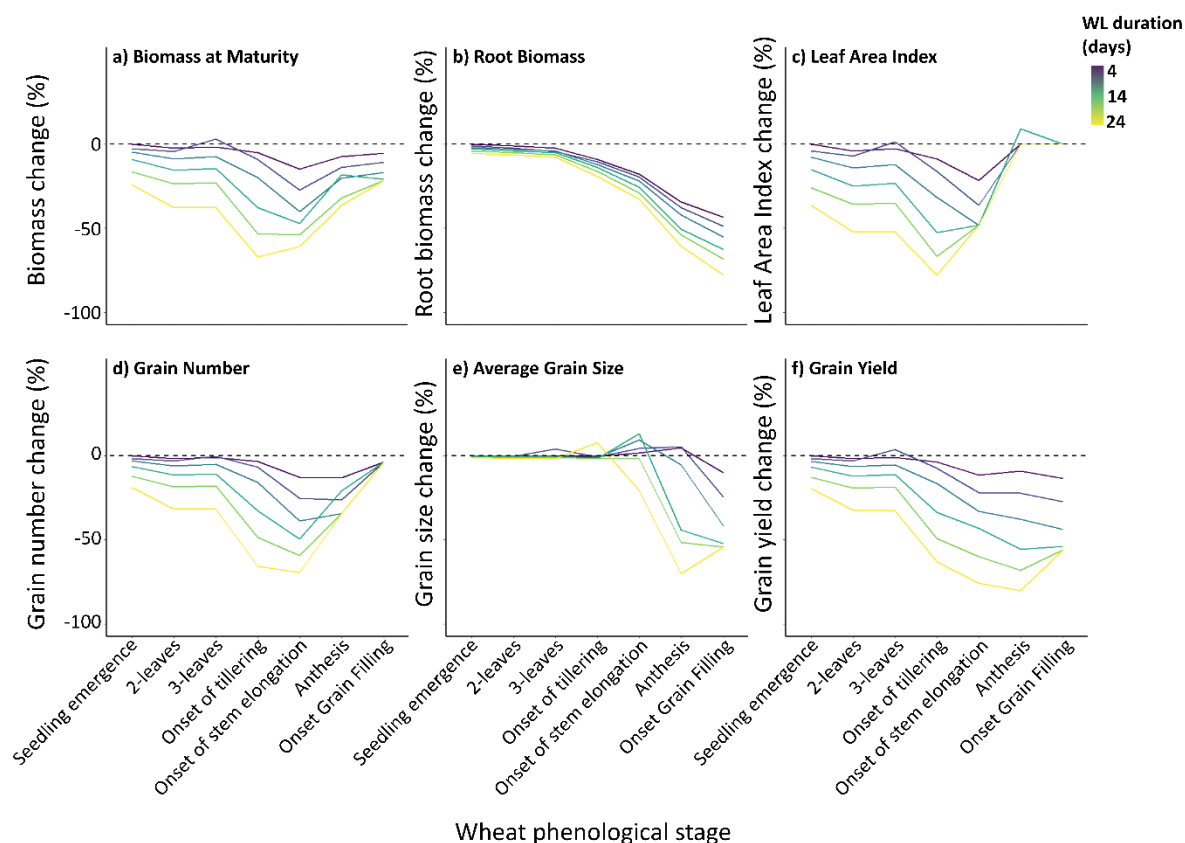 WL duration
(days)
4
14
24
a) Biomass at Maturity
b) Root Biomass
c) Leaf Area Index
Biomass change (%)
0
-50
-100
Root biomass change (%)
Leaf Area Index change (%)
d) Grain Number
e) Average Grain Size
f) Grain Yield
Grain number change (%)
0
-50
-100
Grain size change (%)
Grain yield change (%)
Seedling emergence
2-leaves
3-leaves
Onset of tillering
Onset of stem elongation
Anthesis
Onset Grain Filling
Seedling emergence
2-leaves
3-leaves
Onset of tillering
Onset of stem elongation
Anthesis
Onset Grain Filling
Seedling emergence
2-leaves
3-leaves
Onset of tillering
Onset of stem elongation
Anthesis
Onset Grain Filling
Wheat phenological stage